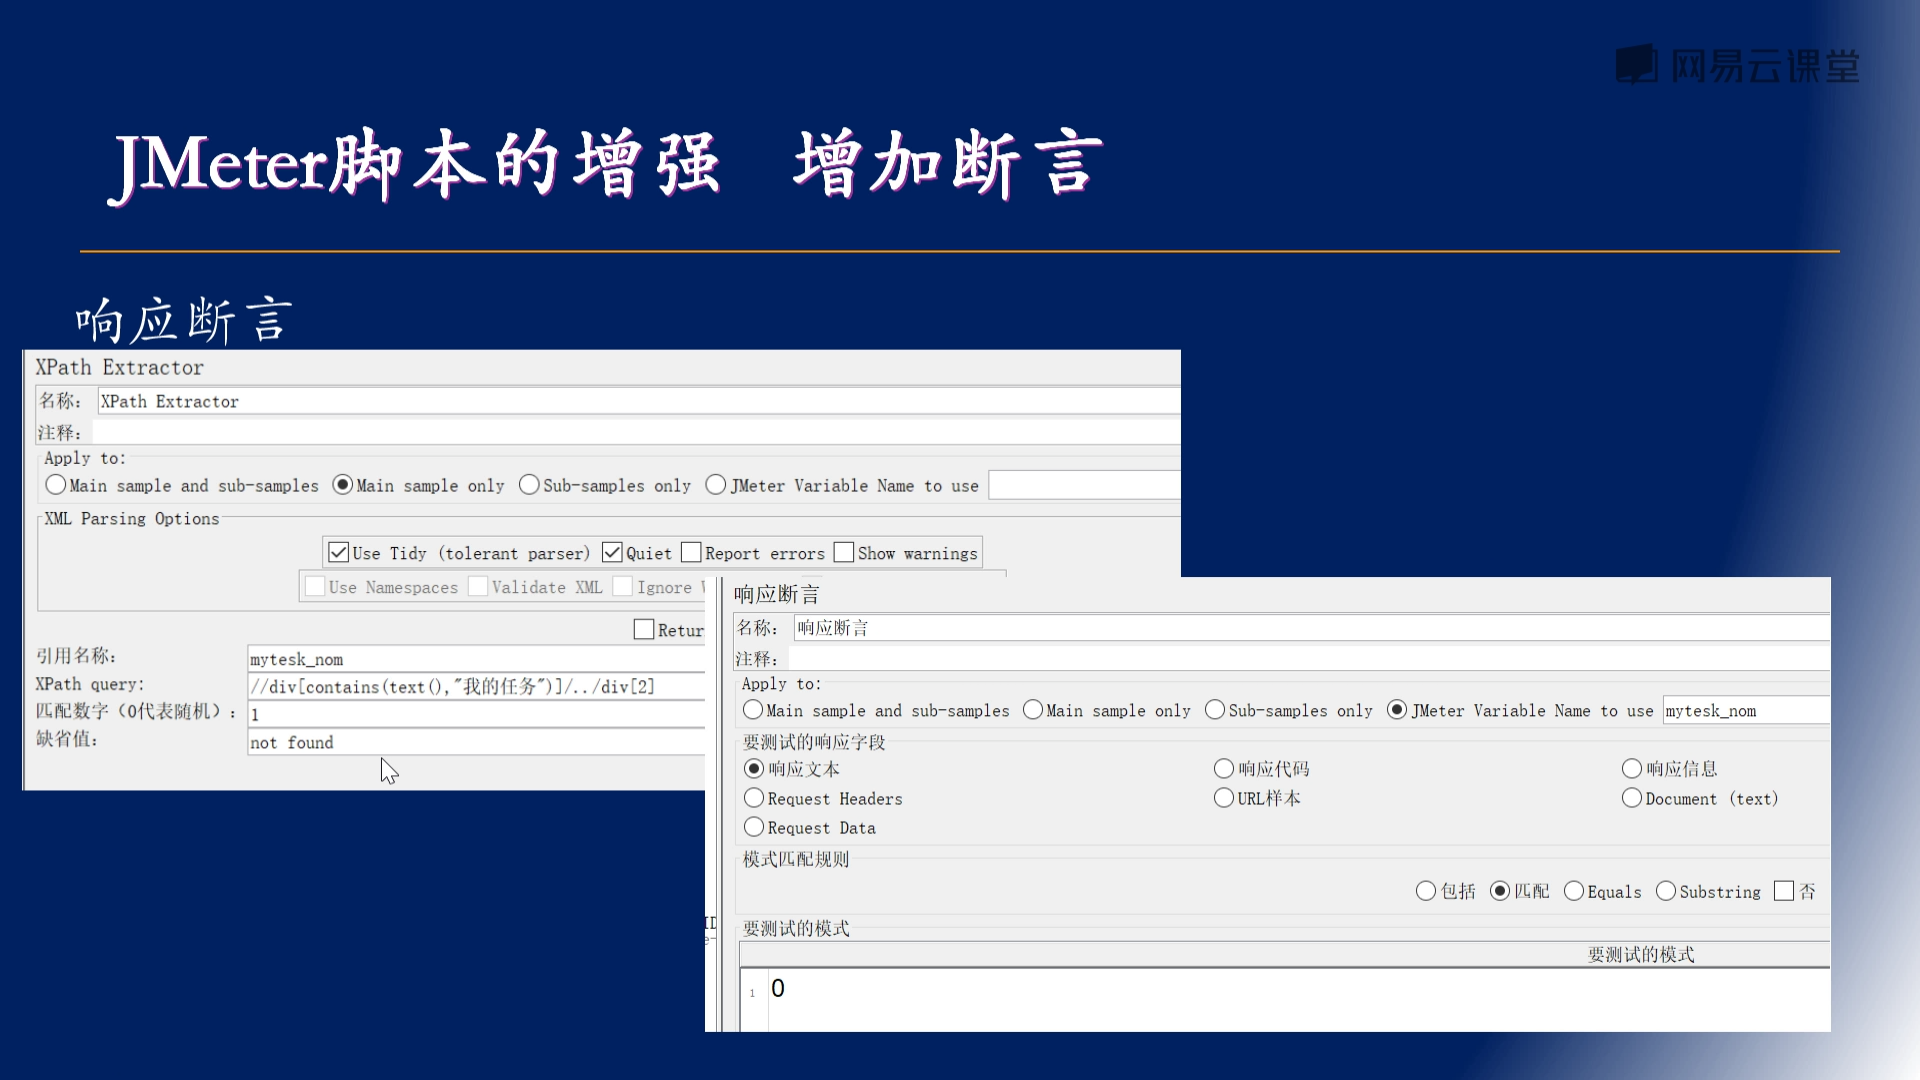 网易云课堂
JMeter脚本的增强 增加断言
响应断言
XPath Extractor
名称： XPath Extractor
注释：
Apply to:
Main sample and sub-samples Main sample only Sub-samples only JMeter Variable Name to use
XML Parsing Options
Use Tidy (tolerant parser) Quiet Report errors Show warnings
Use Namespaces Validate XML Ignore
引用名称： mytesk_nom
XPath query: //div[contains(text(),"我的任务")]/../div[2]
匹配数字（0代表随机）： 1
缺省值： not found
响应断言
名称： 响应断言
注释：
Apply to:
Main sample and sub-samples Main sample only Sub-samples only JMeter Variable Name to use mytesk_nom
要测试的响应字段
响应文本 响应代码 响应信息
Request Headers URL样本 Document (text)
Request Data
模式匹配规则
包括 匹配 Equals Substring 否
要测试的模式
要测试的模式
1 0